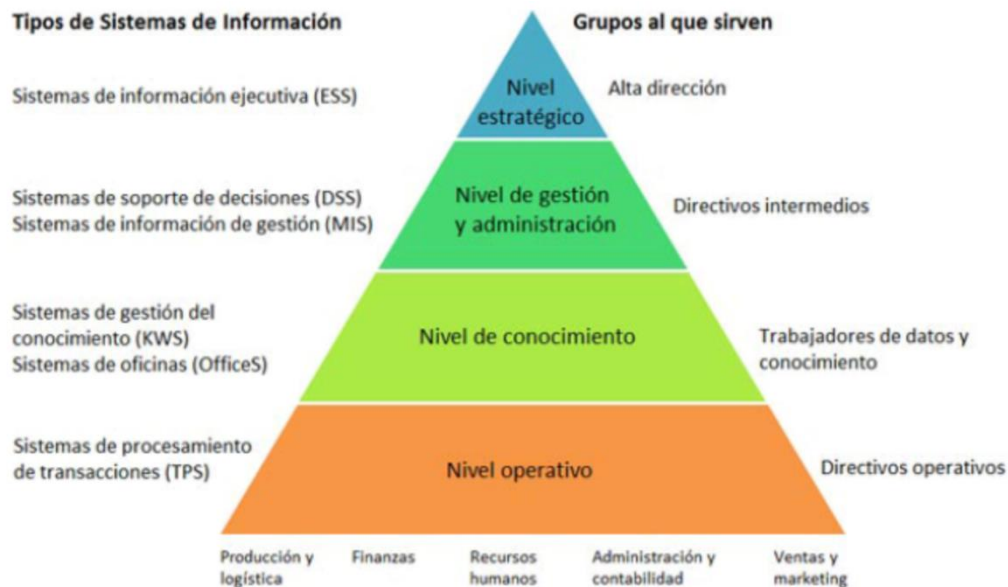 Tipos de Sistemas de Información
Grupos al que sirven
Sistemas de información ejecutiva (ESS)
Nivel
estratégico
Alta dirección
Sistemas de soporte de decisiones (DSS)
Sistemas de información de gestión (MIS)
Nivel de gestión
y administración
Directivos intermedios
Sistemas de gestión del
conocimiento (KWS)
Sistemas de oficinas (OfficeS)
Nivel de conocimiento
Trabajadores de datos y
conocimiento
Sistemas de procesamiento
de transacciones (TPS)
Nivel operativo
Directivos operativos
Producción y
logística
Finanzas
Recursos
humanos
Administración y
contabilidad
Ventas y
marketing